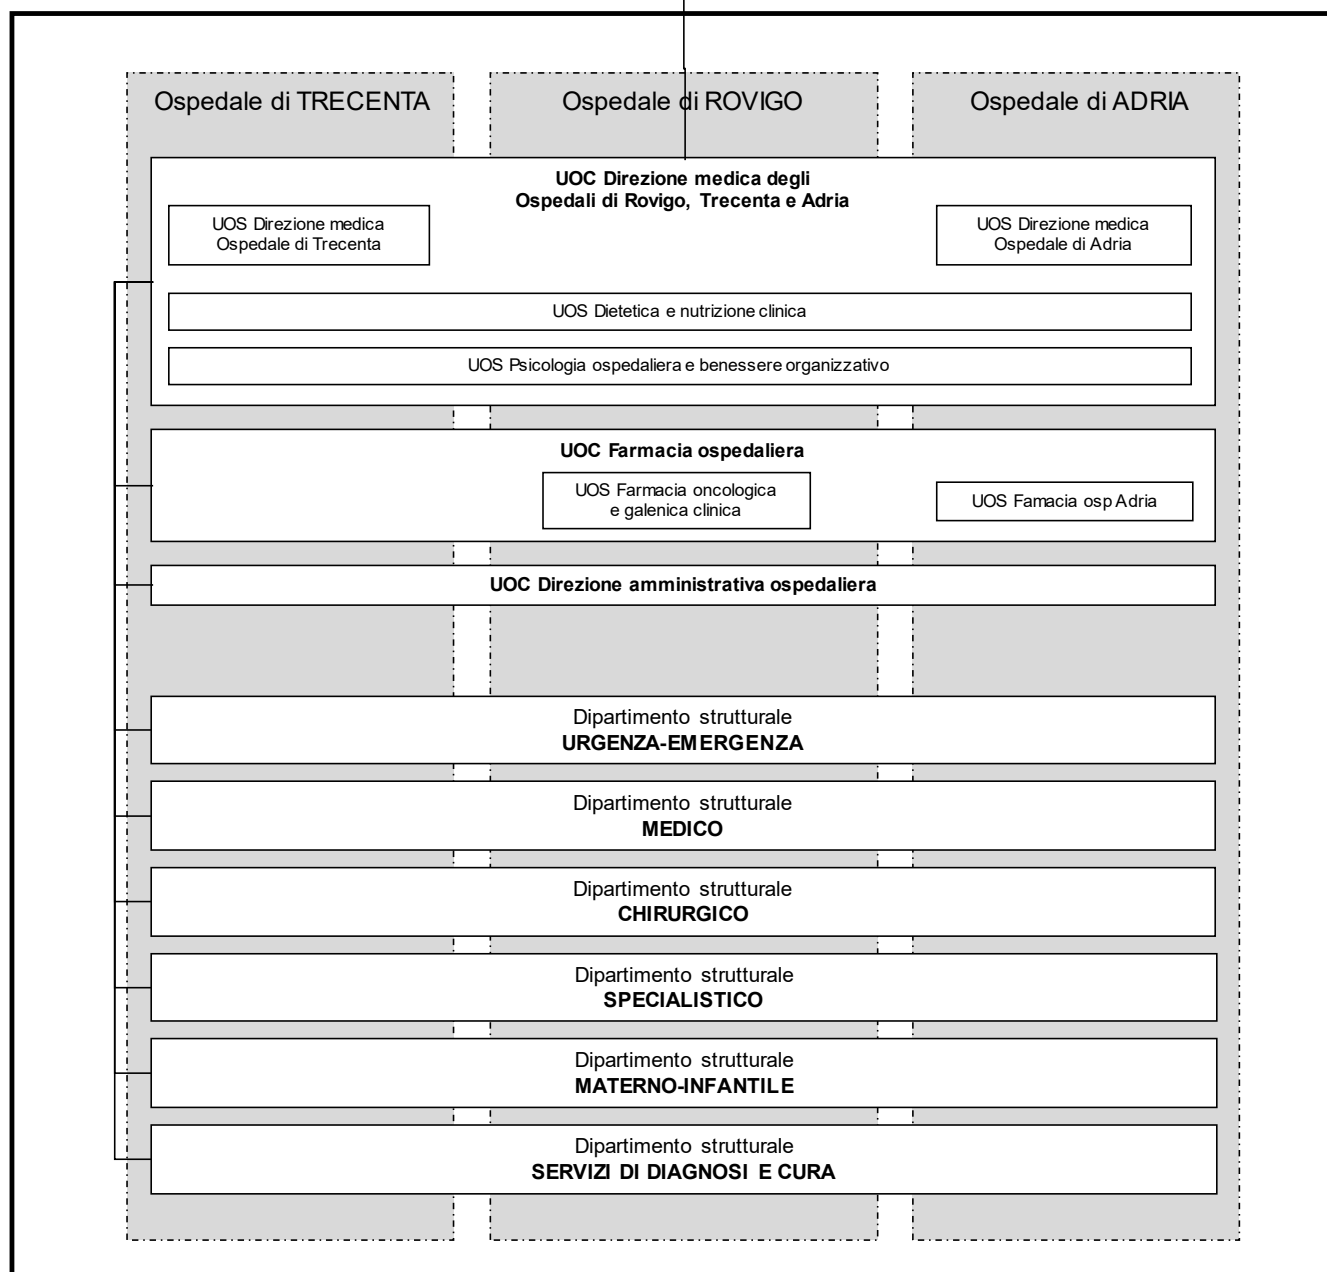 Ospedale di TRECENTA
Ospedale di ROVIGO
Ospedale di ADRIA
UOC Direzione medica degli
Ospedali di Rovigo, Trecenta e Adria
UOS Direzione medica
Ospedale di Trecenta
UOS Direzione medica
Ospedale di Adria
UOS Dietetica e nutrizione clinica
UOS Psicologia ospedaliera e benessere organizzativo
UOC Farmacia ospedaliera
UOS Farmacia oncologica
e galenica clinica
UOS Famacia osp Adria
UOC Direzione amministrativa ospedaliera
Dipartimento strutturale
URGENZA-EMERGENZA
Dipartimento strutturale
MEDICO
Dipartimento strutturale
CHIRURGICO
Dipartimento strutturale
SPECIALISTICO
Dipartimento strutturale
MATERNO-INFANTILE
Dipartimento strutturale
SERVIZI DI DIAGNOSI E CURA